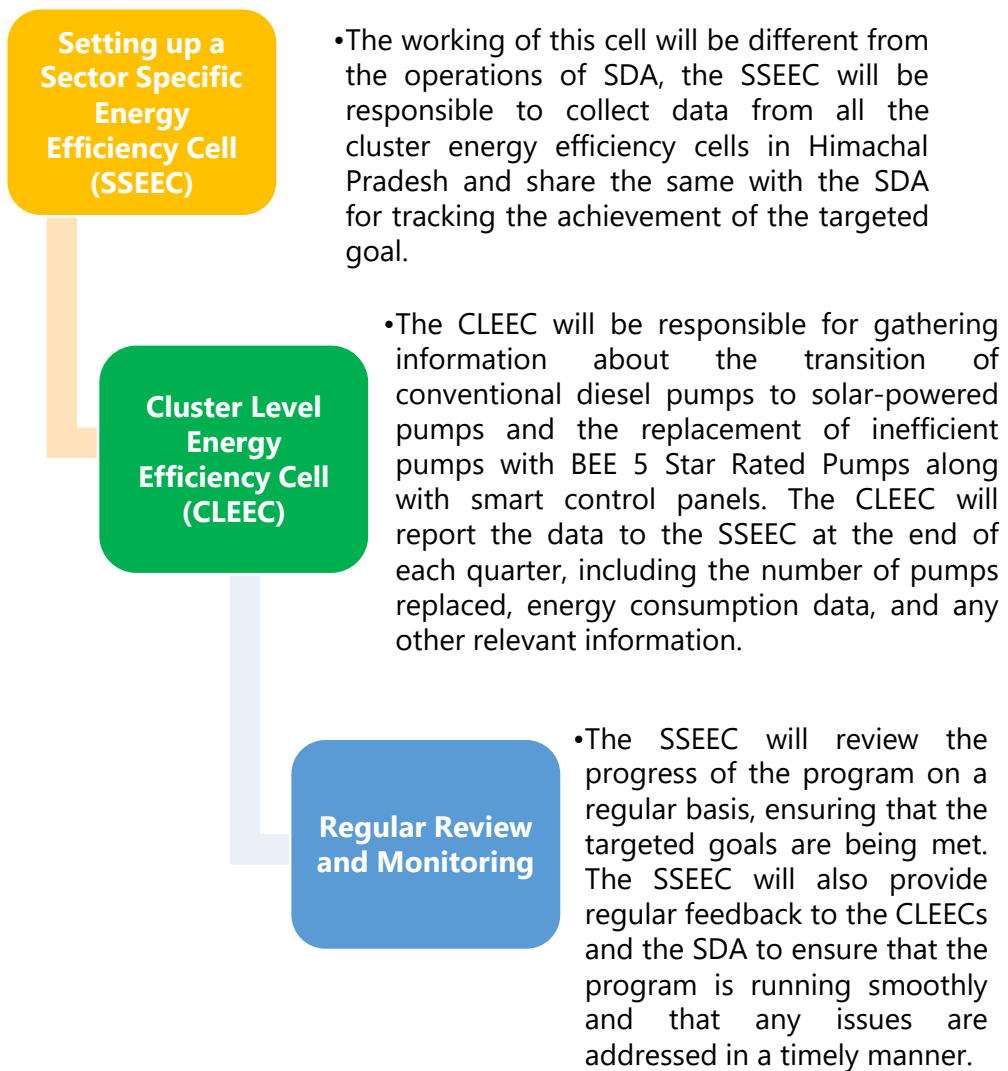 Setting up a
Sector Specific
Energy
Efficiency Cell
(SSEEC)
•The working of this cell will be different from
the operations of SDA, the SSEEC will be
responsible to collect data from all the
cluster energy efficiency cells in Himachal
Pradesh and share the same with the SDA
for tracking the achievement of the targeted
goal.
Cluster Level
Energy
Efficiency Cell
(CLEEC)
•The CLEEC will be responsible for gathering
information about the transition of
conventional diesel pumps to solar-powered
pumps and the replacement of inefficient
pumps with BEE 5 Star Rated Pumps along
with smart control panels. The CLEEC will
report the data to the SSEEC at the end of
each quarter, including the number of pumps
replaced, energy consumption data, and any
other relevant information.
Regular Review
and Monitoring
•The SSEEC will review the
progress of the program on a
regular basis, ensuring that the
targeted goals are being met.
The SSEEC will also provide
regular feedback to the CLEECs
and the SDA to ensure that the
program is running smoothly
and that any issues are
addressed in a timely manner.